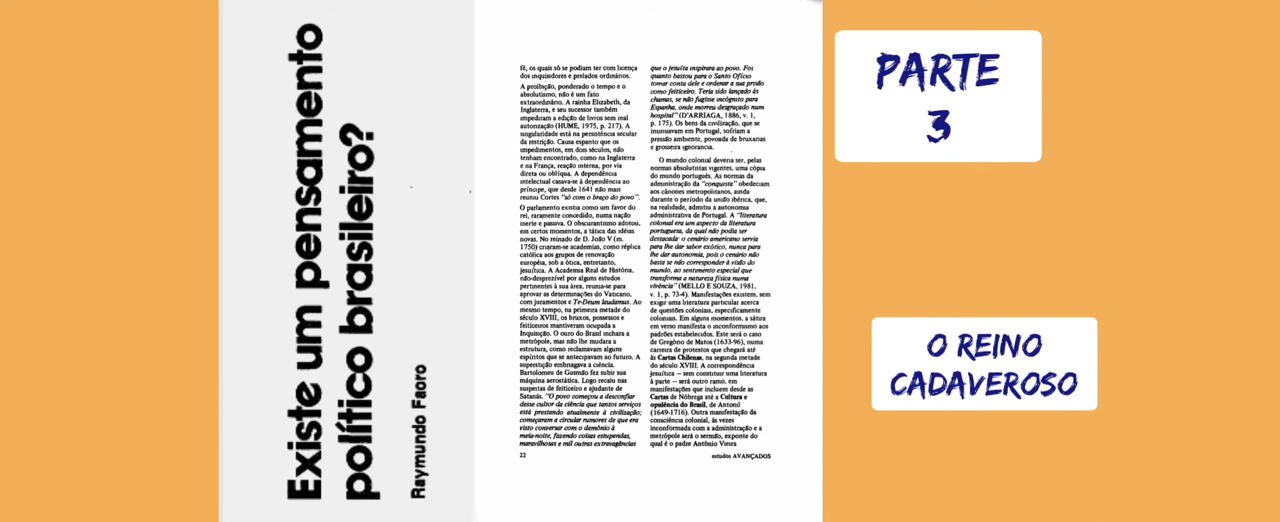 Existe um pensamento
político brasileiro?
Raymundo Faoro
fé, os quais só se podiam ter com licença
dos inquisidores e prelados ordinários.
A proibição, ponderado o tempo e o
absolutismo, não é um fato
extraordinário. A rainha Elizabeth, da
Inglaterra, e seu sucessor também
impediram a edição de livros sem real
autorização (HUME, 1975, p. 217). A
singularidade está na persistência secular
da restrição. Causa espanto que os
impedimentos, em dois séculos, não
tenham encontrado, como na Inglaterra
e na França, reação interna, por via
direta ou oblíqua. A dependência
intelectual casava-se à dependência ao
príncipe, que desde 1641 não mais
reuniu Cortes "só com o braço do povo".
O parlamento existia como um favor do
rei, raramente concedido, numa nação
inerte e passiva. O obscurantismo adotou,
em certos momentos, a tática das idéias
novas. No reinado de D. João V (m.
1750) criaram-se academias, como réplica
católica aos grupos de renovação
européia, sob a ótica, entretanto,
jesuítica. A Academia Real de História,
não-desprezível por alguns estudos
pertinentes à sua área, reunia-se para
aprovar as determinações do Vaticano,
com juramentos e Te-Deum laudamus. Ao
mesmo tempo, na primeira metade do
século XVIII, os bruxos, possessos e
feiticeiros mantiveram ocupada a
Inquisição. O ouro do Brasil inchara a
metrópole, mas não lhe mudara a
estrutura, como reclamavam alguns
espíritos que se antecipavam ao futuro. A
superstição embriagava a ciência.
Bartolomeu de Gusmão fez subir sua
máquina aerostática. Logo recaiu nas
suspeitas de feiticeiro e ajudante de
Satanás. "O povo começou a desconfiar
desse cultor da ciência que tantos serviços
está prestando atualmente à civilização;
começaram a circular rumores de que era
visto conversar com o demônio à
meia-noite, fazendo coisas estupendas,
maravilhosas e mil outras extravagâncias
22
que o jesuíta inspirara ao povo. Foi
quanto bastou para o Santo Ofício
tomar conta dele e ordenar a sua prisão
como feiticeiro. Teria sido lançado às
chamas, se não fugisse incógnito para
Espanha, onde morreu desgraçado num
hospital" (D'ARRIAGA, 1886, v. 1,
p. 175). Os bens da civilização, que se
insinuavam em Portugal, sofriam a
pressão ambiente, povoada de bruxarias
e grosseira ignorancia.
O mundo colonial deveria ser, pelas
normas absolutistas vigentes, uma cópia
do mundo português. As normas da
administração da "conquista" obedeciam
aos cânones metropolitanos, ainda
durante o período da união ibérica, que,
na realidade, admitiu a autonomia
administrativa de Portugal. A "literatura
colonial era um aspecto da literatura
portuguesa, da qual não podia ser
destacada: o cenário americano servia
para lhe dar sabor exótico, nunca para
lhe dar autonomia, pois o cenário não
basta se não corresponder à visão do
mundo, ao sentimento especial que
transforma a natureza física numa
vivência" (MELLO E SOUZA, 1981,
v. 1, p. 73-4). Manifestações existem, sem
exigir uma literatura particular acerca
de questões coloniais, especificamente
coloniais. Em alguns momentos, a sátira
em verso manifesta o inconformismo aos
padrões estabelecidos. Este será o caso
de Gregório de Matos (1633-96), numa
carreira de protestos que chegará até
às Cartas Chilenas, na segunda metade
do século XVIII. A correspondência
jesuítica — sem constituir uma literatura
à parte — será outro ramo, em
manifestações que incluem desde as
Cartas de Nóbrega até a Cultura e
opulência do Brasil, de Antonil
(1649-1716). Outra manifestação da
consciência colonial, às vezes
inconformada com a administração e a
metrópole será o sermão, expoente do
qual é o padre Antônio Vieira
estudos AVANÇADOS
PARTE
3
O REINO
CADAVEROSO